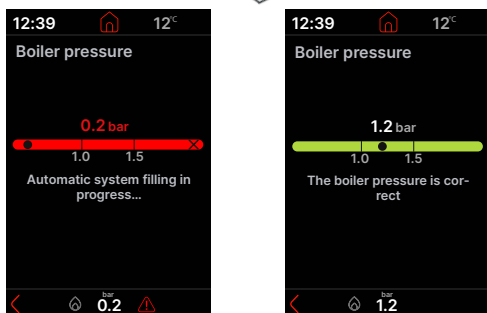 12:39 12°C
Boiler pressure
0.2 bar
1.0 1.5
Automatic system filling in
progress...
bar
0.2
12:39 12°C
Boiler pressure
1.2 bar
1.0 1.5
The boiler pressure is cor-
rect
bar
1.2